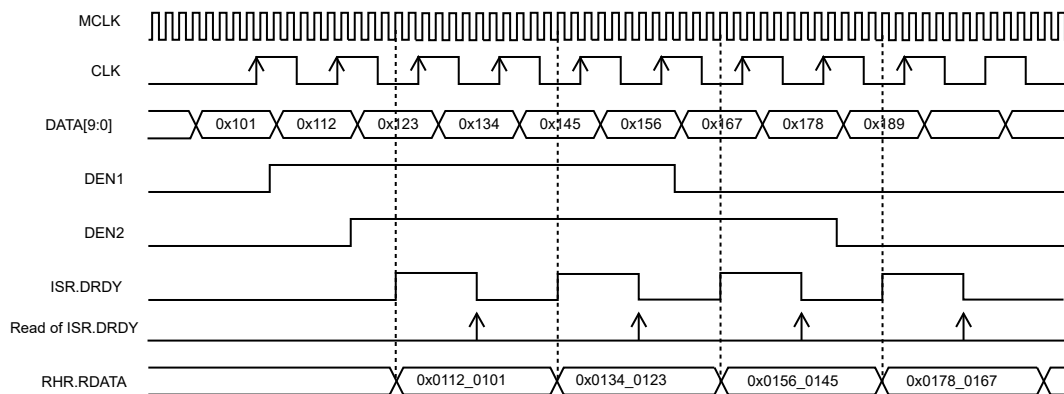 MCLK
CLK
DATA[9:0] 0x101 0x112 0x123 0x134 0x145 0x156 0x167 0x178 0x189
DEN1
DEN2
ISR.DRDY
Read of ISR.DRDY
RHR.RDATA 0x0112_0101 0x0134_0123 0x0156_0145 0x0178_0167